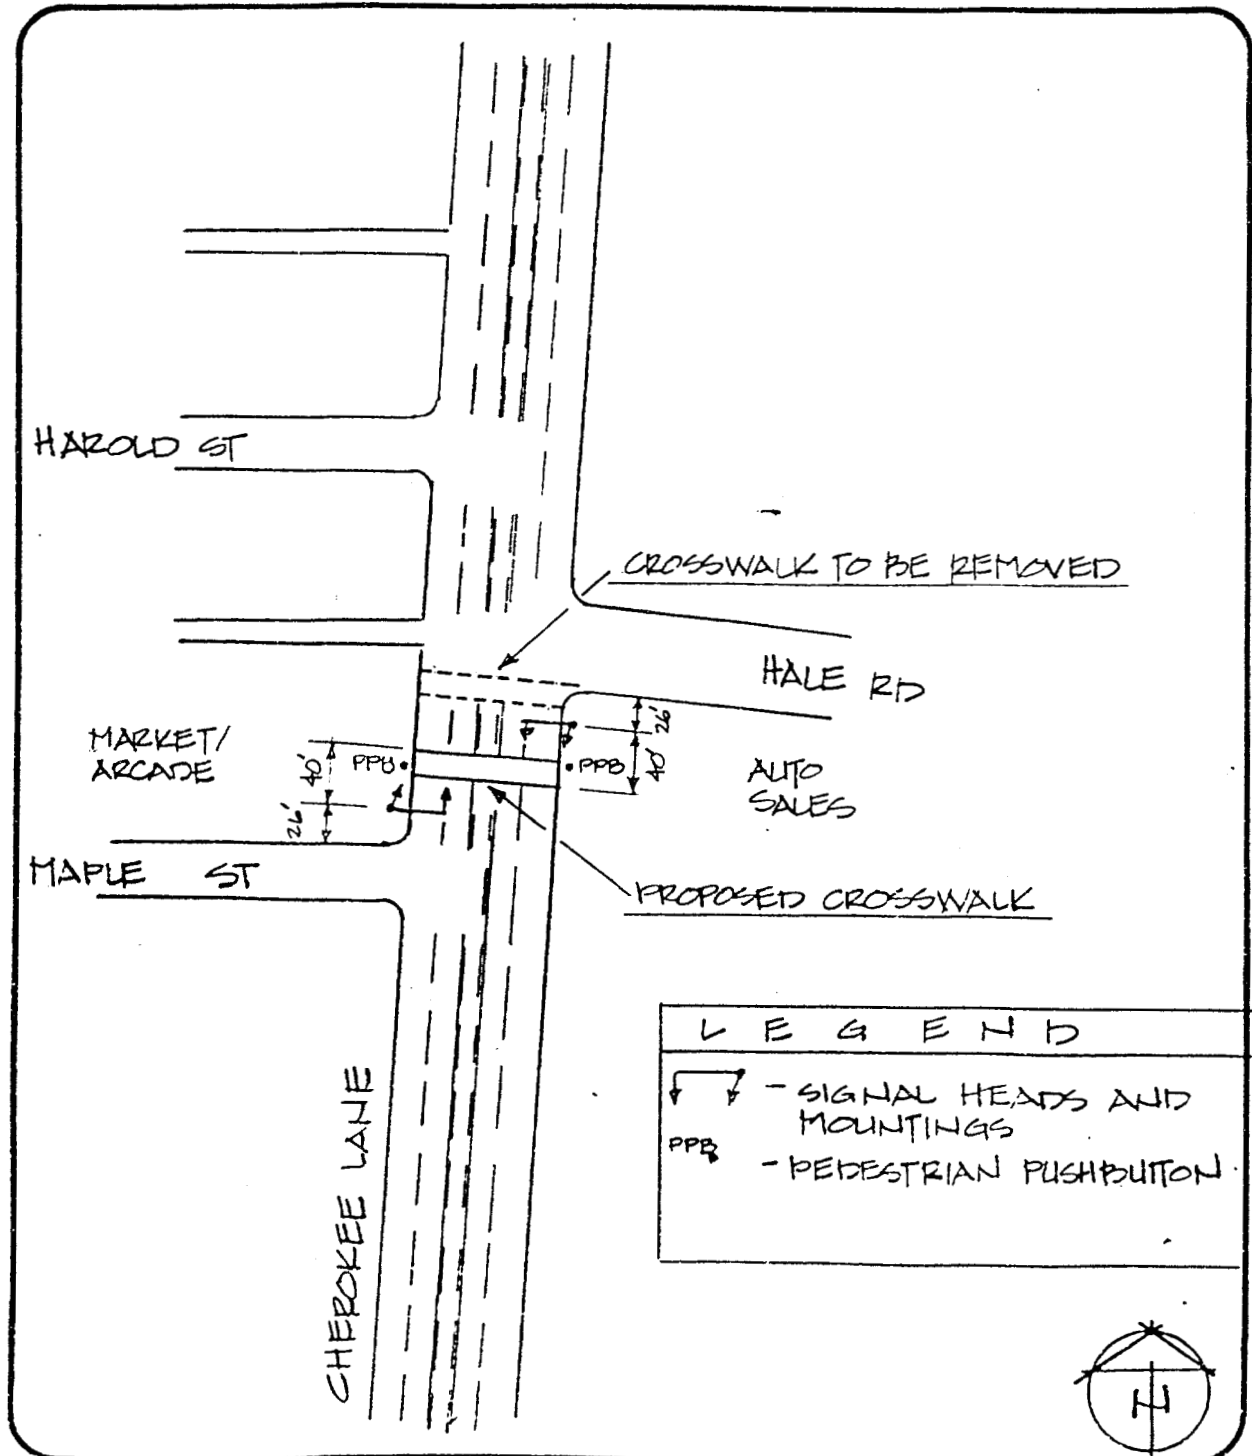 HAROLD ST
CROSSWALK TO BE REMOVED
HALE RD
MARKET/
ARCADE
40'
26'
PPB
PPB
26'
40'
AUTO
SALES
MAPLE ST
PROPOSED CROSSWALK
CHEROKEE LANE
LEGEND
- SIGNAL HEADS AND
MOUNTINGS
PPB
- PEDESTRIAN PUSHBUTTON
N